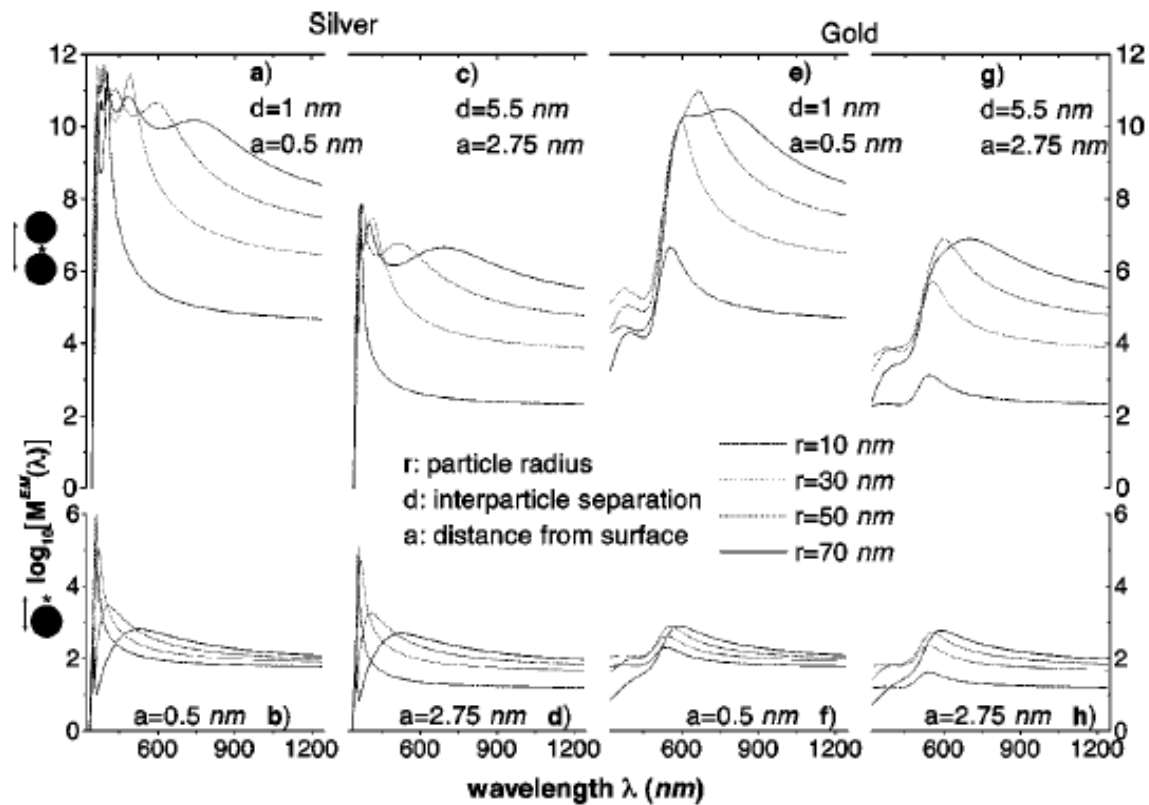 Silver
Gold
12
10
8
6
4
2
0
a)
d=1 nm
a=0.5 nm
c)
d=5.5 nm
a=2.75 nm
e)
d=1 nm
a=0.5 nm
g)
d=5.5 nm
a=2.75 nm
12
10
8
6
4
2
0
r: particle radius
d: interparticle separation
a: distance from surface
r=10 nm
r=30 nm
r=50 nm
r=70 nm
log₁₀[Mᴱᴹ(λ)]
6
4
2
0
a=0.5 nm b)
a=2.75 nm d)
a=0.5 nm f)
a=2.75 nm h)
6
4
2
0
600 900 1200 600 900 1200 600 900 1200 600 900 1200
wavelength λ (nm)